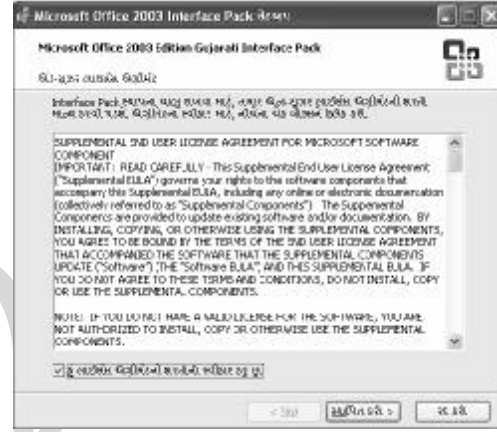 Microsoft Office 2003 Interface Pack સેટઅપ
Microsoft Office 2003 Edition Gujarati Interface Pack
Interface Pack
SUPPLEMENTAL END USER LICENSE AGREEMENT FOR MICROSOFT SOFTWARE
COMPONENT
IMPORTANT: READ CAREFULLY - This Supplemental End User License Agreement
("Supplemental EULA") governs your rights to the software components that
accompany this Supplemental EULA, including any online or electronic documentation
(collectively referred to as "Supplemental Components"). The Supplemental
Components are provided to update existing software and/or documentation. BY
INSTALLING, COPYING, OR OTHERWISE USING THE SUPPLEMENTAL COMPONENTS,
YOU AGREE TO BE BOUND BY THE TERMS OF THE END USER LICENSE AGREEMENT
THAT ACCOMPANIED THE SOFTWARE THAT THE SUPPLEMENTAL COMPONENTS
UPDATE ("Software") (THE "Software EULA", AND THIS SUPPLEMENTAL EULA. IF
YOU DO NOT AGREE TO THESE TERMS AND CONDITIONS, DO NOT INSTALL, COPY
OR USE THE SUPPLEMENTAL COMPONENTS.
NOTE: IF YOU DO NOT HAVE A VALID LICENSE FOR THE SOFTWARE, YOU ARE
NOT AUTHORIZED TO INSTALL, COPY OR OTHERWISE USE THE SUPPLEMENTAL
COMPONENTS.
રદ કરો